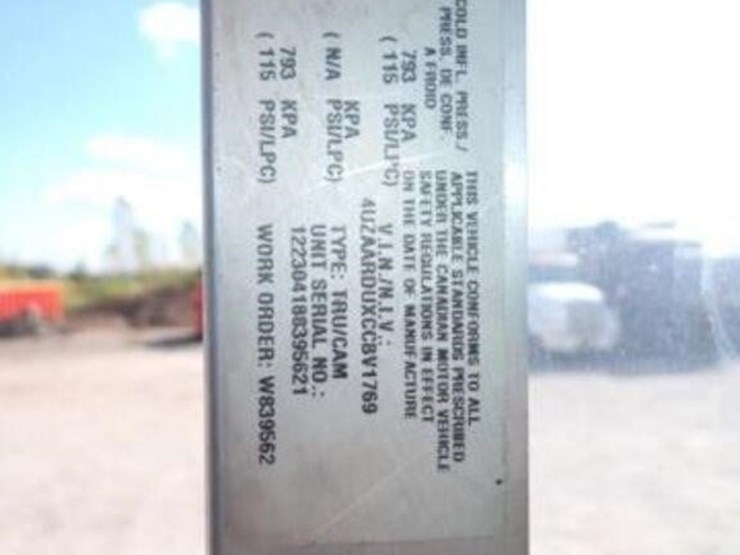 COLD INFL. PRESS./
PRESS. DE CONF.
A FROID
793 KPA
( 115 PSI/LPC)
KPA
( N/A PSI/LPC)
793 KPA
( 115 PSI/LPC)
THIS VEHICLE CONFORMS TO ALL
APPLICABLE STANDARDS PRESCRIBED
UNDER THE CANADIAN MOTOR VEHICLE
SAFETY REGULATIONS IN EFFECT
ON THE DATE OF MANUFACTURE
V.I.N./N.I.V.:
4UZAARDUXCCBV1769
TYPE: TRU/CAM
UNIT SERIAL NO.:
122304188395621
WORK ORDER: W839562